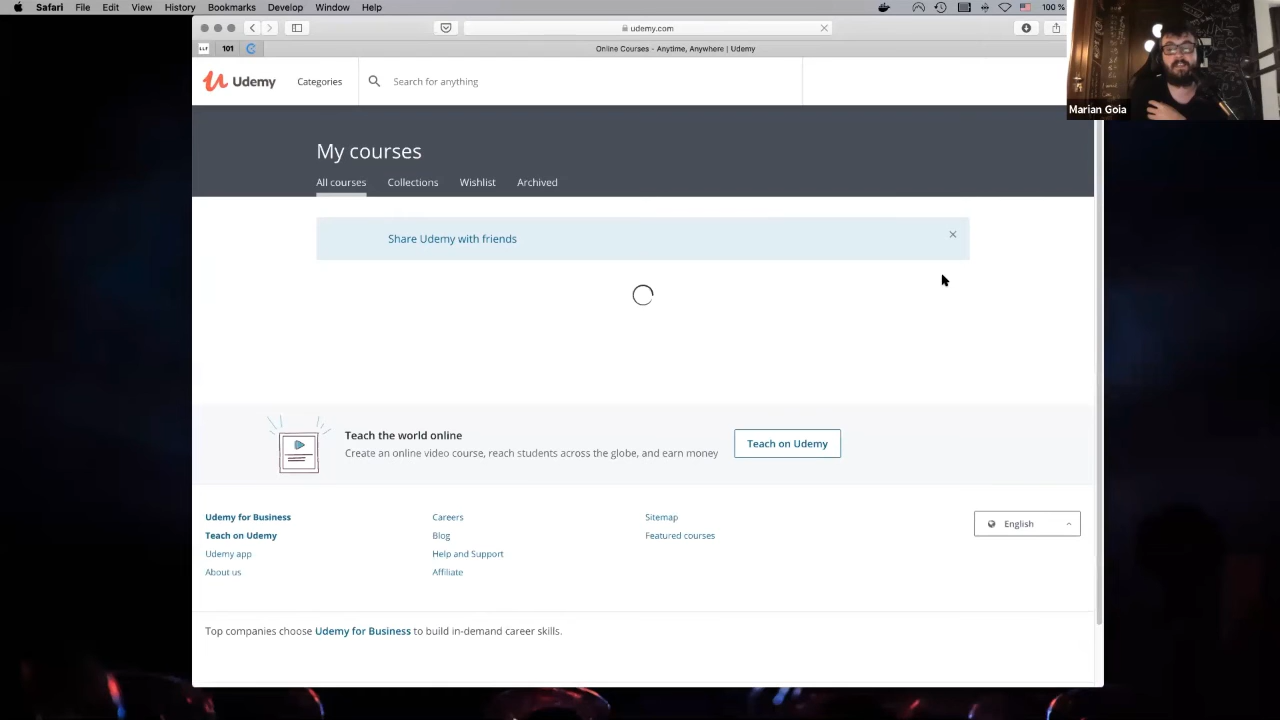 Safari File Edit View History Bookmarks Develop Window Help 100 %
udemy.com
LLF 101 Online Courses - Anytime, Anywhere | Udemy
Udemy Categories Search for anything
Marian Goia
My courses
All courses Collections Wishlist Archived
Share Udemy with friends
Teach the world online
Create an online video course, reach students across the globe, and earn money
Teach on Udemy
Udemy for Business Careers Sitemap English
Teach on Udemy Blog Featured courses
Udemy app Help and Support
About us Affiliate
Top companies choose Udemy for Business to build in-demand career skills.